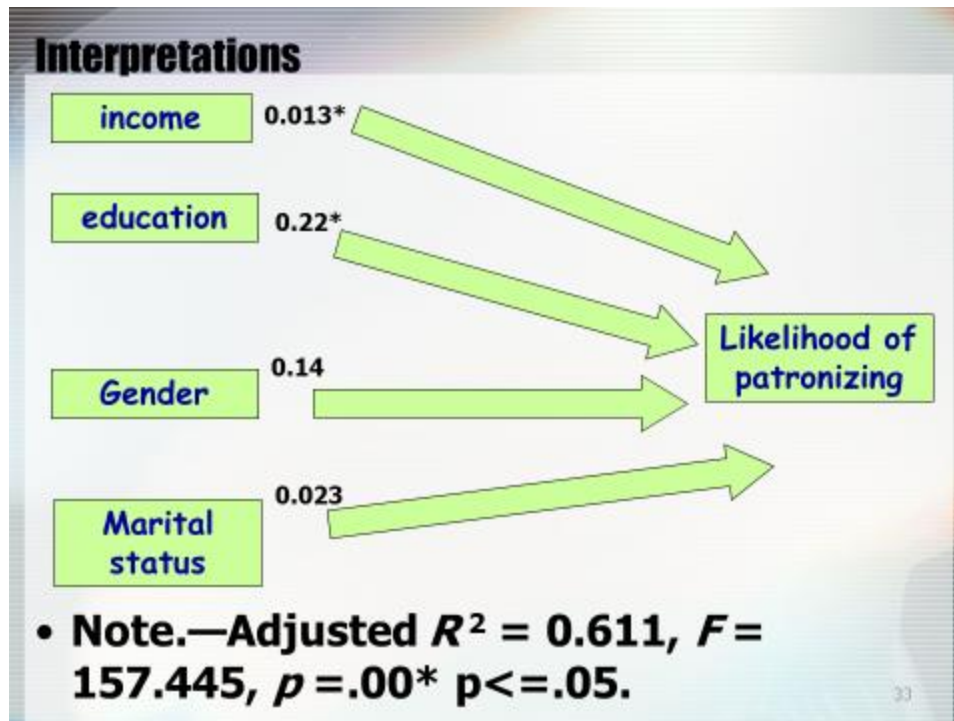 Interpretations
income
0.013*
education
0.22*
Gender
0.14
Likelihood of
patronizing
Marital
status
0.023
• Note.—Adjusted R² = 0.611, F =
157.445, p =.00* p<=.05.
33